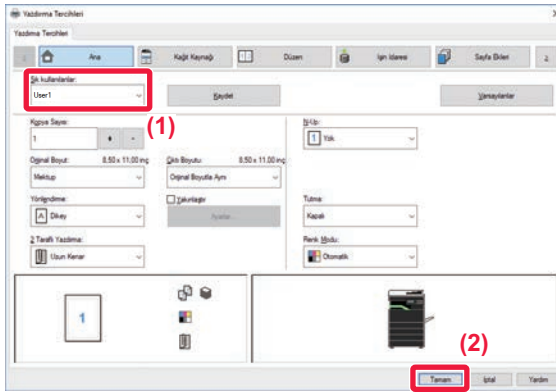 Yazdırma Tercihleri
Yazdırma Tercihleri
Ana
Kağıt Kaynağı
Düzen
İşin İdaresi
Sayfa Ekleri
Sık kullanılanlar:
User1
Kaydet
Varsayılanlar
(1)
Kopya Sayısı:
1
+
-
N-Up:
1 Yok
Orijinal Boyut:
8,50 x 11,00 inç
Çıktı Boyutu:
8,50 x 11,00 inç
Mektup
Orijinal Boyutla Aynı
Yönlendirme:
Yakınlaştır
Tutma:
A Dikey
Ayarlar...
Kapalı
2 Taraflı Yazdırma:
Renk Modu:
Uzun Kenar
Otomatik
1
(2)
Tamam
İptal
Yardım